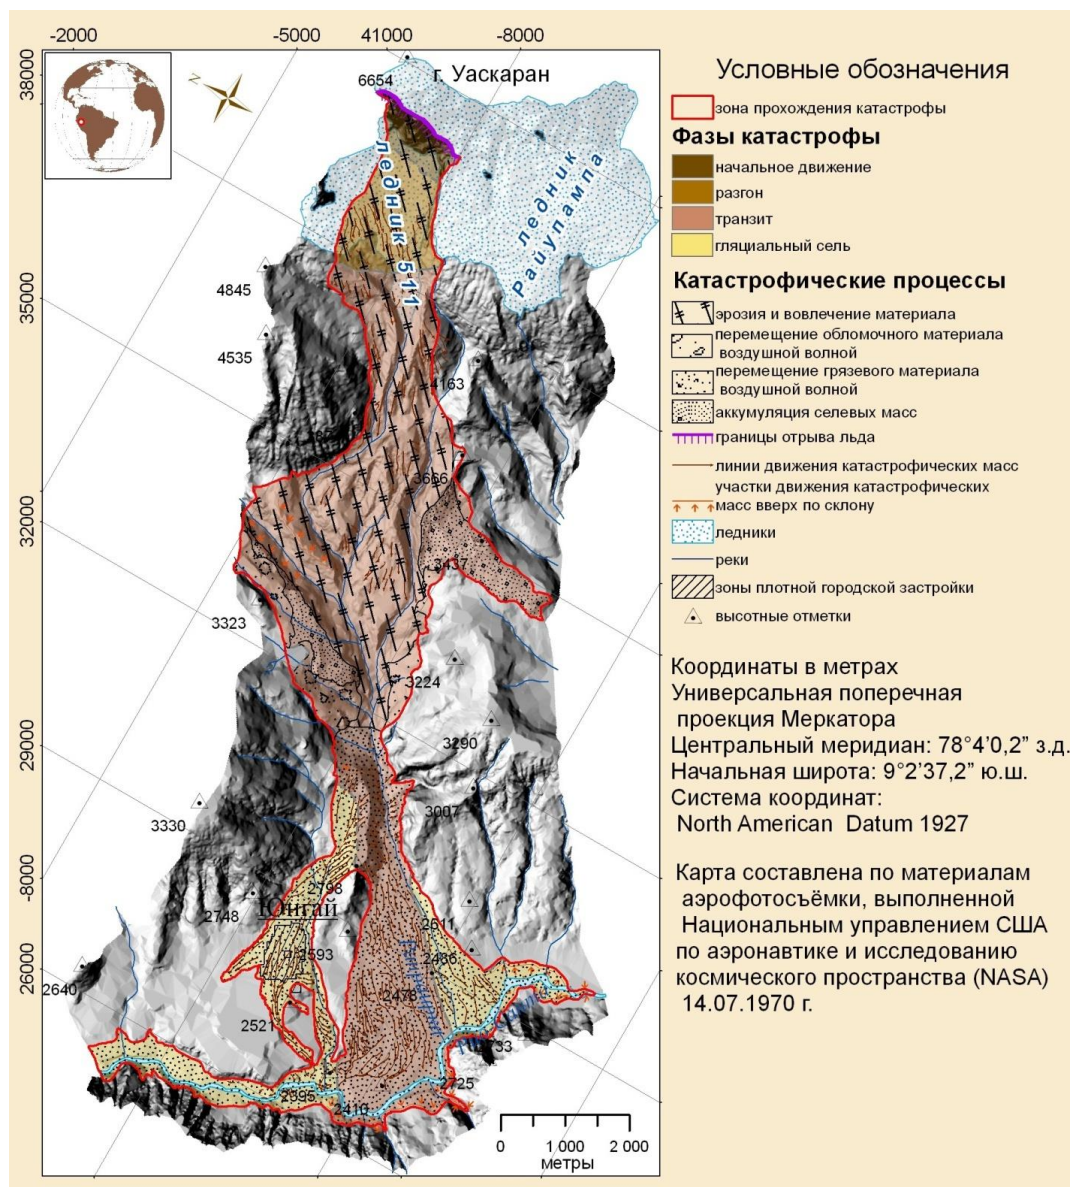 -2000
-5000
41000
-8000
38000
35000
32000
29000
-8000
26000
N
г. Уаскаран
6654
ледник 511
ледник
Райупампа
4845
4535
4163
3666
3437
3323
3224
3290
3007
3330
2798
2748
Юнгай
2611
2593
2486
2478
2640
2521
2733
2725
2595
2410
0 1 000 2 000
метры
Условные обозначения
зона прохождения катастрофы
Фазы катастрофы
начальное движение
разгон
транзит
гляциальный сель
Катастрофические процессы
эрозия и вовлечение материала
перемещение обломочного материала
воздушной волной
перемещение грязевого материала
воздушной волной
аккумуляция селевых масс
границы отрыва льда
линии движения катастрофических масс
участки движения катастрофических
масс вверх по склону
ледники
реки
зоны плотной городской застройки
высотные отметки
Координаты в метрах
Универсальная поперечная
проекция Меркатора
Центральный меридиан: 78°4’0,2” з.д.
Начальная широта: 9°2’37,2” ю.ш.
Система координат:
North American Datum 1927
Карта составлена по материалам
аэрофотосъёмки, выполненной
Национальным управлением США
по аэронавтике и исследованию
космического пространства (NASA)
14.07.1970 г.